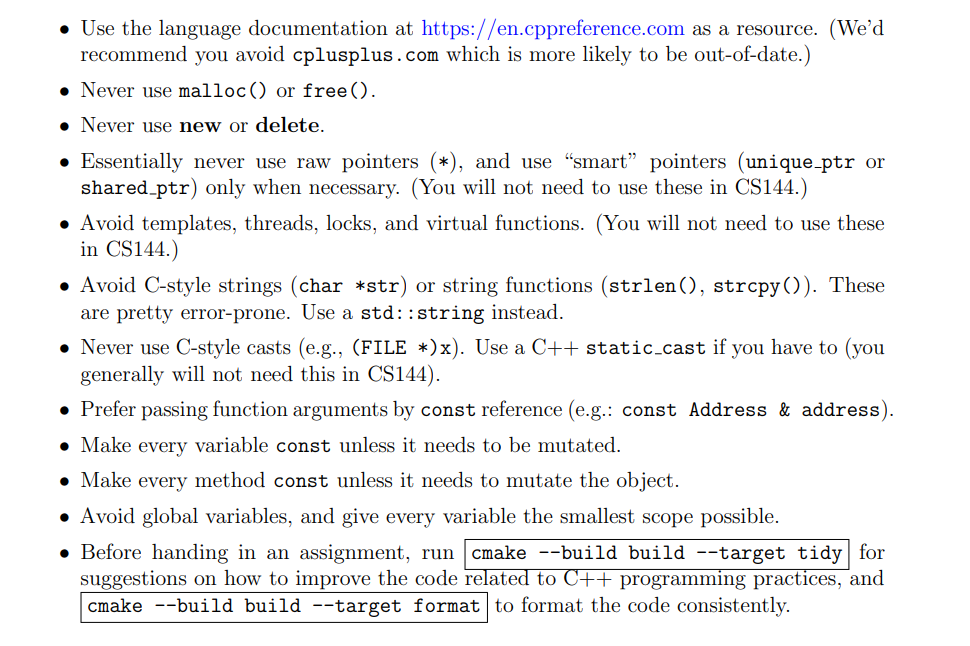 • Use the language documentation at https://en.cppreference.com as a resource. (We’d
recommend you avoid cplusplus.com which is more likely to be out-of-date.)
• Never use malloc() or free().
• Never use new or delete.
• Essentially never use raw pointers (*), and use “smart” pointers (unique_ptr or
shared_ptr) only when necessary. (You will not need to use these in CS144.)
• Avoid templates, threads, locks, and virtual functions. (You will not need to use these
in CS144.)
• Avoid C-style strings (char *str) or string functions (strlen(), strcpy()). These
are pretty error-prone. Use a std::string instead.
• Never use C-style casts (e.g., (FILE *)x). Use a C++ static_cast if you have to (you
generally will not need this in CS144).
• Prefer passing function arguments by const reference (e.g.: const Address & address).
• Make every variable const unless it needs to be mutated.
• Make every method const unless it needs to mutate the object.
• Avoid global variables, and give every variable the smallest scope possible.
• Before handing in an assignment, run cmake --build build --target tidy for
suggestions on how to improve the code related to C++ programming practices, and
cmake --build build --target format to format the code consistently.